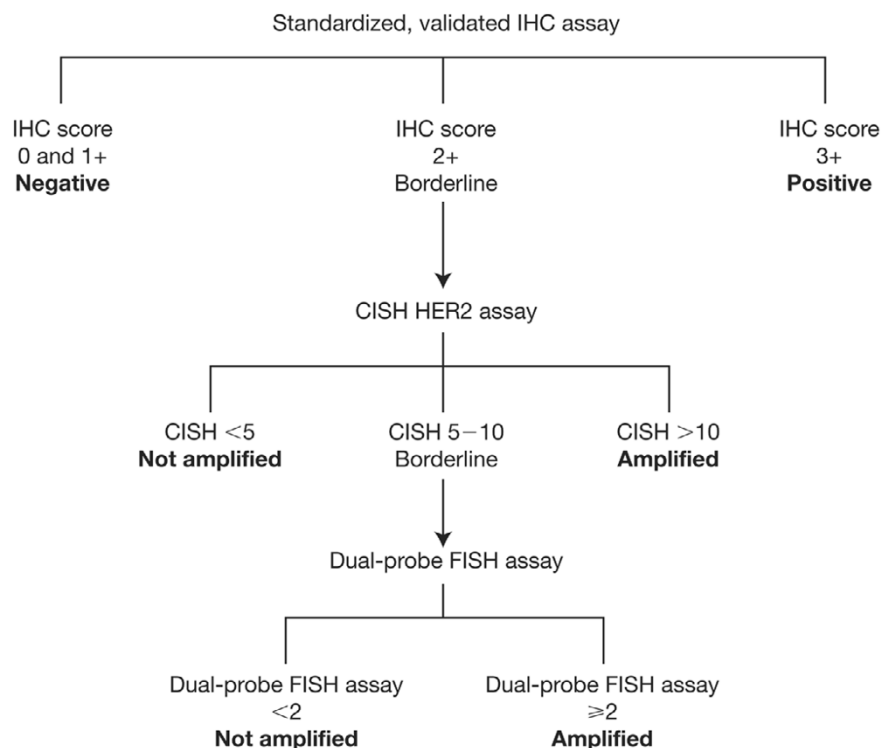 Standardized, validated IHC assay
IHC score
0 and 1+
Negative
IHC score
2+
Borderline
IHC score
3+
Positive
CISH HER2 assay
CISH <5
Not amplified
CISH 5–10
Borderline
CISH >10
Amplified
Dual-probe FISH assay
Dual-probe FISH assay
<2
Not amplified
Dual-probe FISH assay
⩾2
Amplified